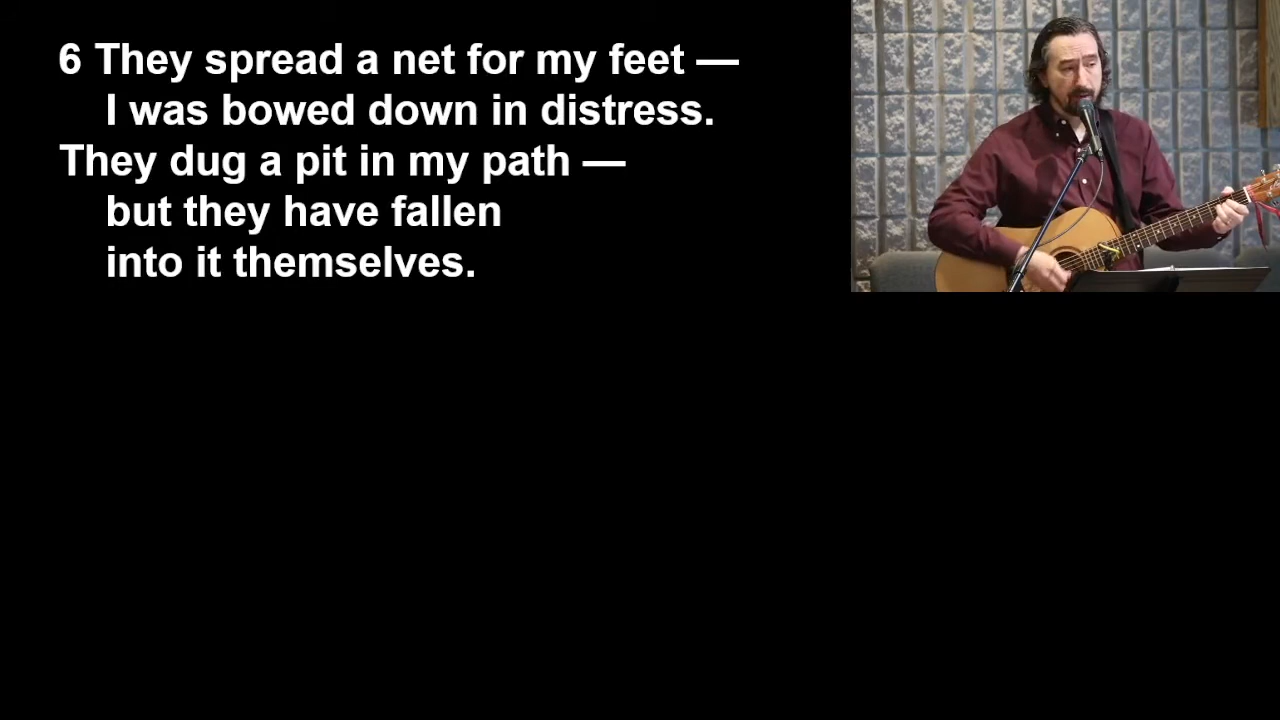 6 They spread a net for my feet —
I was bowed down in distress.
They dug a pit in my path —
but they have fallen
into it themselves.